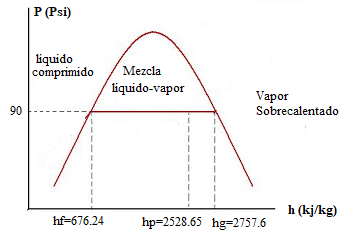 P (Psi)
liquido
comprimido
Mezcla
liquido-vapor
Vapor
Sobrecalentado
90
h (kj/kg)
hf=676.24
hp=2528.65
hg=2757.6